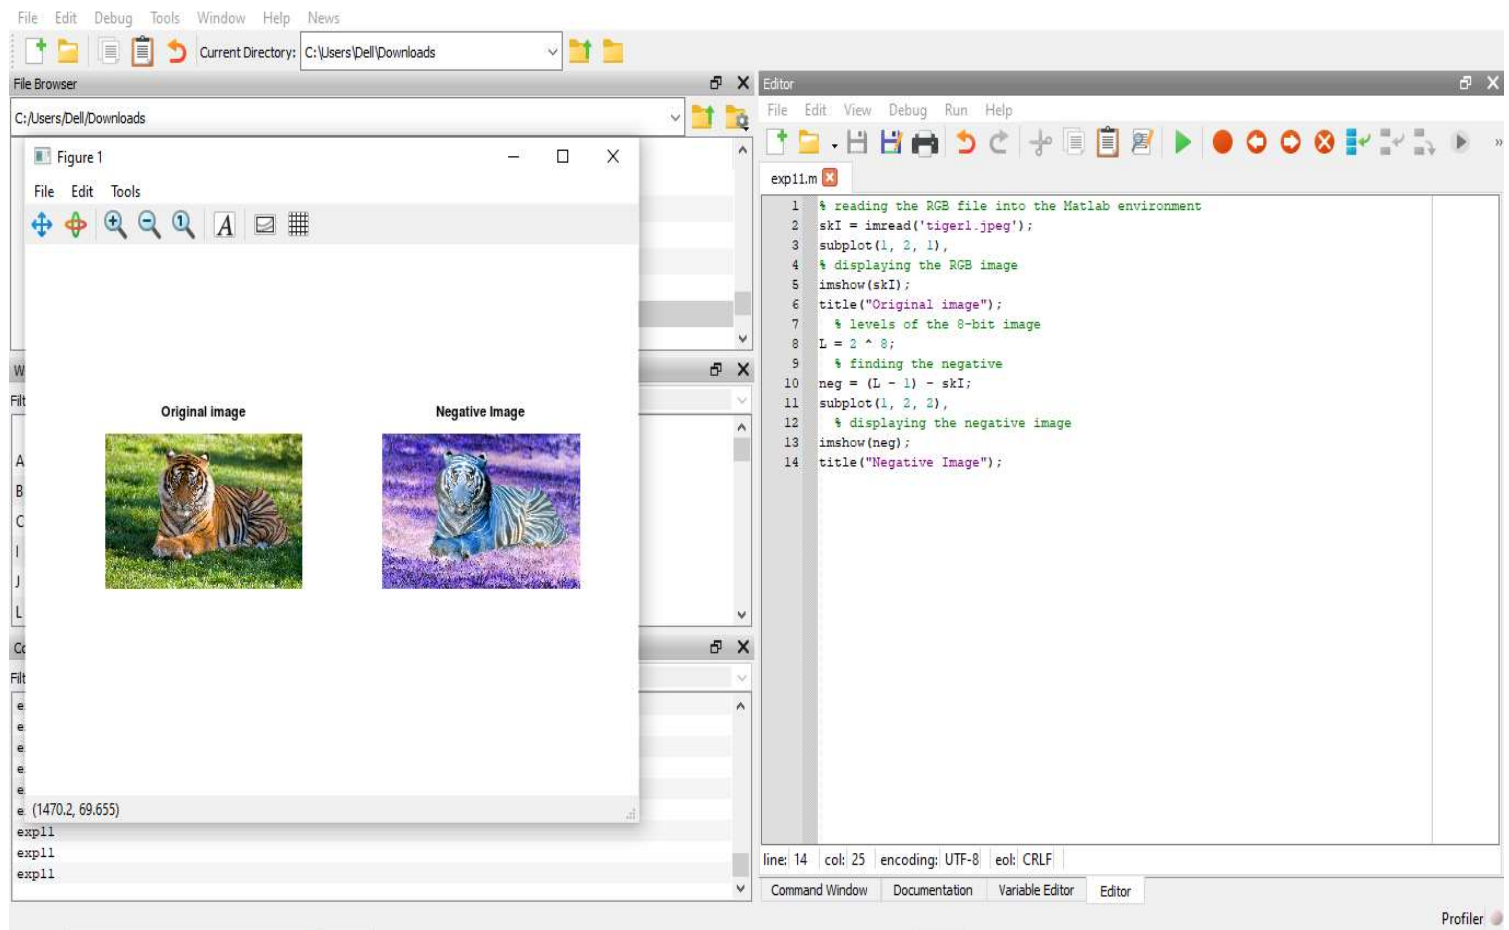 File Edit Debug Tools Window Help News
Current Directory: C:\Users\Dell\Downloads
File Browser
C:/Users/Dell/Downloads
Figure 1
File Edit Tools
A
Original image
Negative Image
(1470.2, 69.655)
W
Filt
A
B
C
I
J
L
Co
Filt
e
e
e
e
e
e
exp11
exp11
exp11
Editor
File Edit View Debug Run Help
exp11.m
1 % reading the RGB file into the Matlab environment
2 skI = imread('tiger1.jpeg');
3 subplot(1, 2, 1),
4 % displaying the RGB image
5 imshow(skI);
6 title("Original image");
7 % levels of the 8-bit image
8 L = 2 ^ 8;
9 % finding the negative
10 neg = (L - 1) - skI;
11 subplot(1, 2, 2),
12 % displaying the negative image
13 imshow(neg);
14 title("Negative Image");
line: 14 col: 25 encoding: UTF-8 eol: CRLF
Command Window Documentation Variable Editor Editor
Profiler